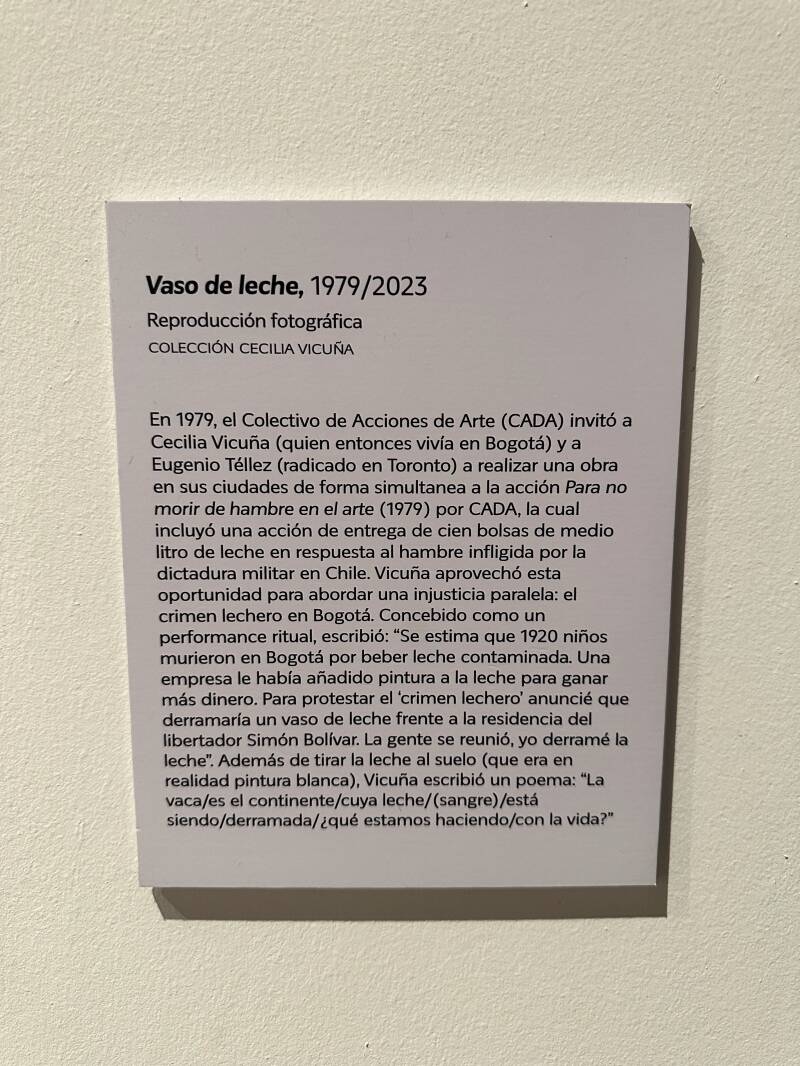 Vaso de leche, 1979/2023
Reproducción fotográfica
COLECCIÓN CECILIA VICUÑA
En 1979, el Colectivo de Acciones de Arte (CADA) invitó a
Cecilia Vicuña (quien entonces vivía en Bogotá) y a
Eugenio Téllez (radicado en Toronto) a realizar una obra
en sus ciudades de forma simultanea a la acción Para no
morir de hambre en el arte (1979) por CADA, la cual
incluyó una acción de entrega de cien bolsas de medio
litro de leche en respuesta al hambre infligida por la
dictadura militar en Chile. Vicuña aprovechó esta
oportunidad para abordar una injusticia paralela: el
crimen lechero en Bogotá. Concebido como un
performance ritual, escribió: “Se estima que 1920 niños
murieron en Bogotá por beber leche contaminada. Una
empresa le había añadido pintura a la leche para ganar
más dinero. Para protestar el ‘crimen lechero’ anuncié que
derramaría un vaso de leche frente a la residencia del
libertador Simón Bolívar. La gente se reunió, yo derramé la
leche”. Además de tirar la leche al suelo (que era en
realidad pintura blanca), Vicuña escribió un poema: “La
vaca/es el continente/cuya leche/(sangre)/está
siendo/derramada/¿qué estamos haciendo/con la vida?”